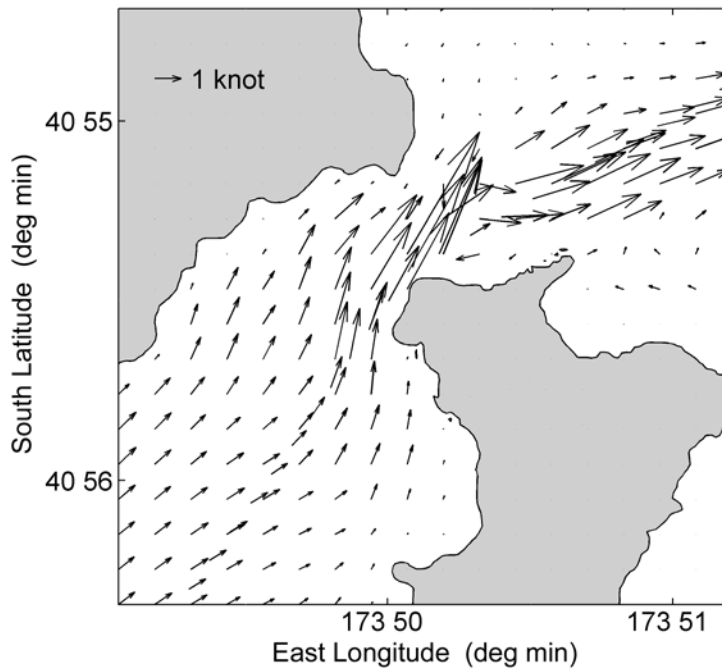 1 knot
40 55
South Latitude (deg min)
40 56
173 50
173 51
East Longitude (deg min)